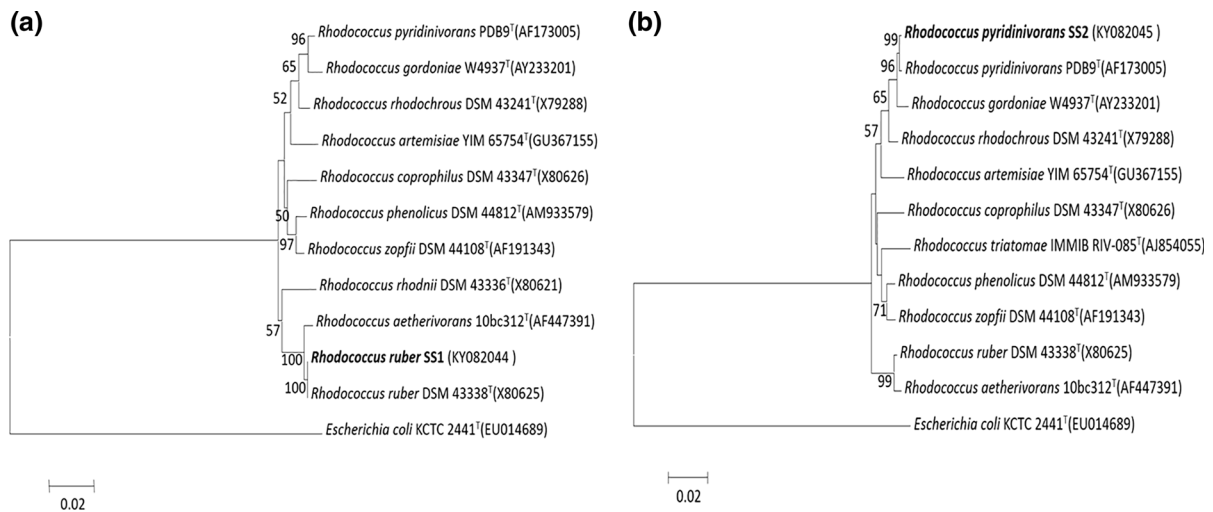 (a)
Rhodococcus pyridinivorans PDB9ᵀ(AF173005)
96
Rhodococcus gordoniae W4937ᵀ(AY233201)
65
Rhodococcus rhodochrous DSM 43241ᵀ(X79288)
52
Rhodococcus artemisiae YIM 65754ᵀ(GU367155)
Rhodococcus coprophilus DSM 43347ᵀ(X80626)
50
Rhodococcus phenolicus DSM 44812ᵀ(AM933579)
97
Rhodococcus zopfii DSM 44108ᵀ(AF191343)
Rhodococcus rhodnii DSM 43336ᵀ(X80621)
57
Rhodococcus aetherivorans 10bc312ᵀ(AF447391)
100
Rhodococcus ruber SS1 (KY082044 )
100
Rhodococcus ruber DSM 43338ᵀ(X80625)
Escherichia coli KCTC 2441ᵀ(EU014689)
0.02
(b)
Rhodococcus pyridinivorans SS2 (KY082045 )
99
Rhodococcus pyridinivorans PDB9ᵀ(AF173005)
96
Rhodococcus gordoniae W4937ᵀ(AY233201)
65
Rhodococcus rhodochrous DSM 43241ᵀ(X79288)
57
Rhodococcus artemisiae YIM 65754ᵀ(GU367155)
Rhodococcus coprophilus DSM 43347ᵀ(X80626)
Rhodococcus triatomae IMMIB RIV-085ᵀ(AJ854055)
Rhodococcus phenolicus DSM 44812ᵀ(AM933579)
71
Rhodococcus zopfii DSM 44108ᵀ(AF191343)
Rhodococcus ruber DSM 43338ᵀ(X80625)
99
Rhodococcus aetherivorans 10bc312ᵀ(AF447391)
Escherichia coli KCTC 2441ᵀ(EU014689)
0.02